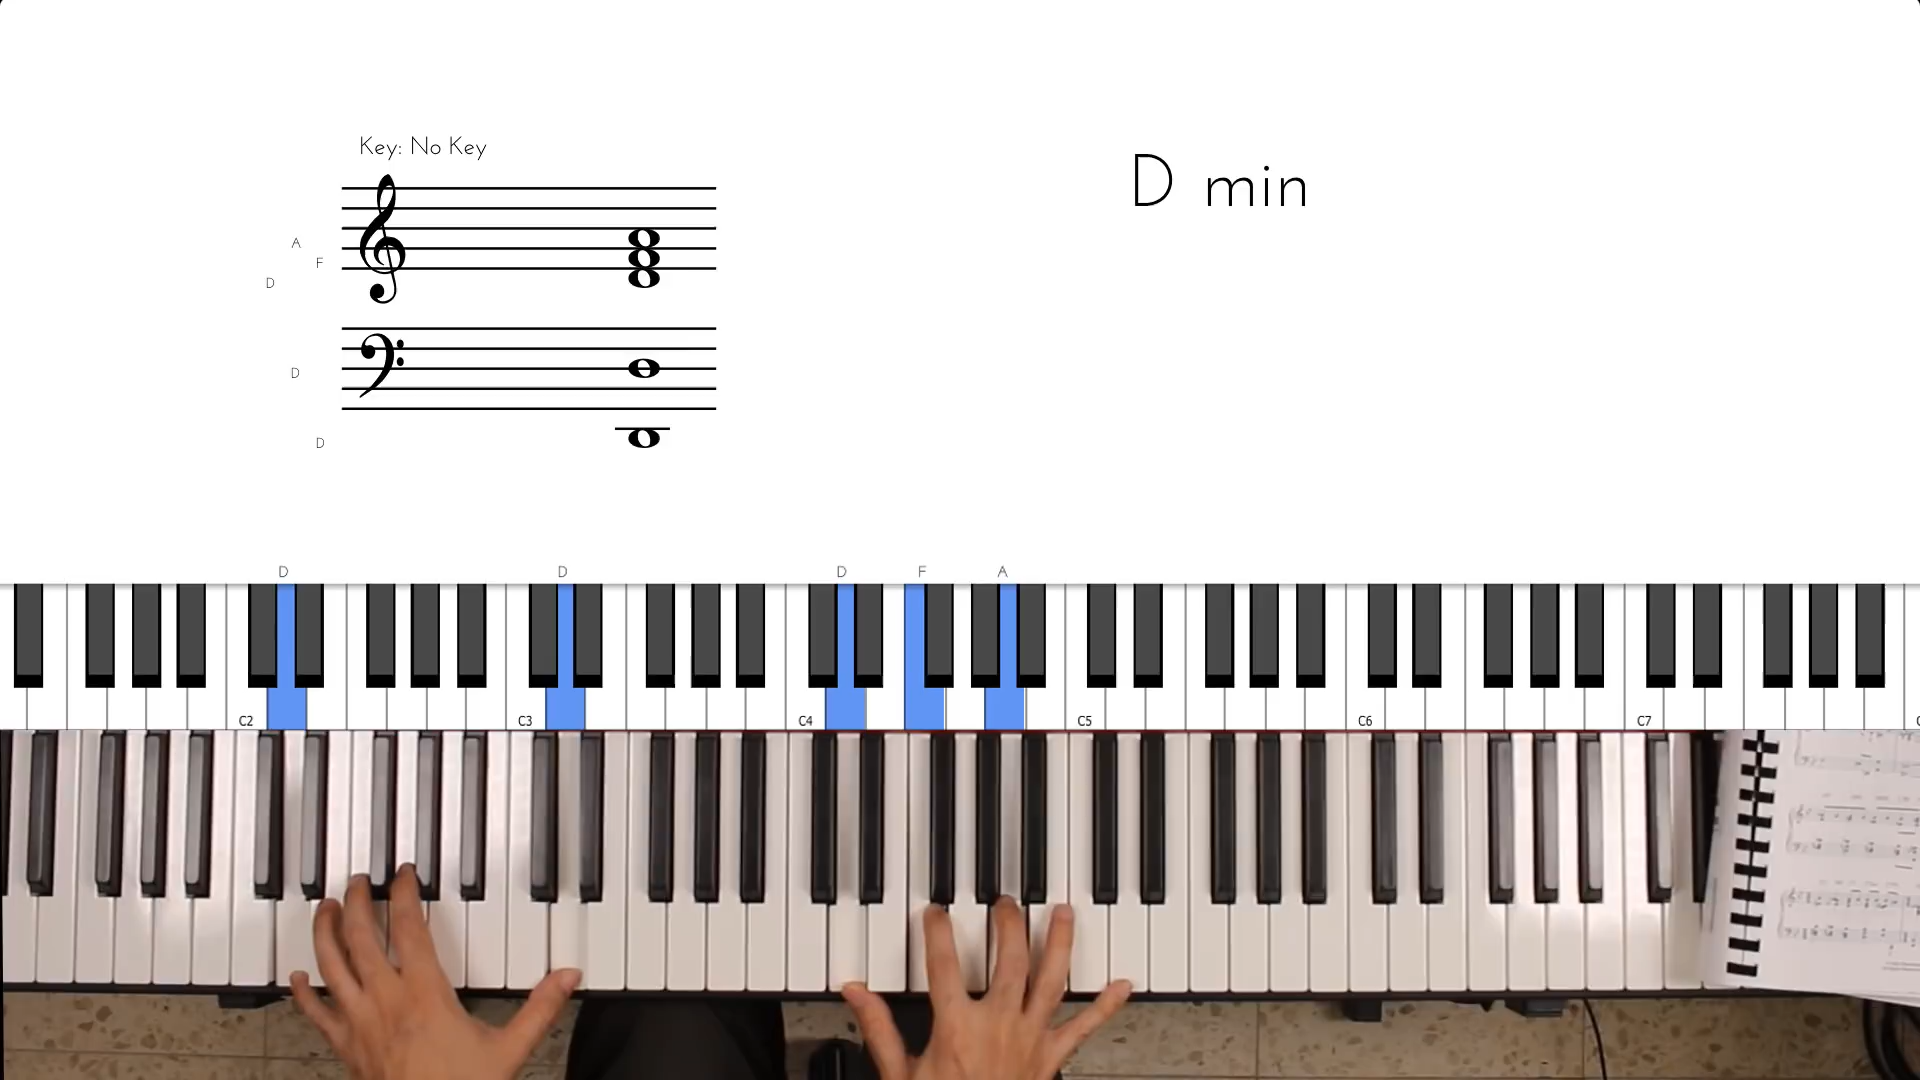 Key: No Key
D min
A
F
D
D
D
D D D F A
C2 C3 C4 C5 C6 C7